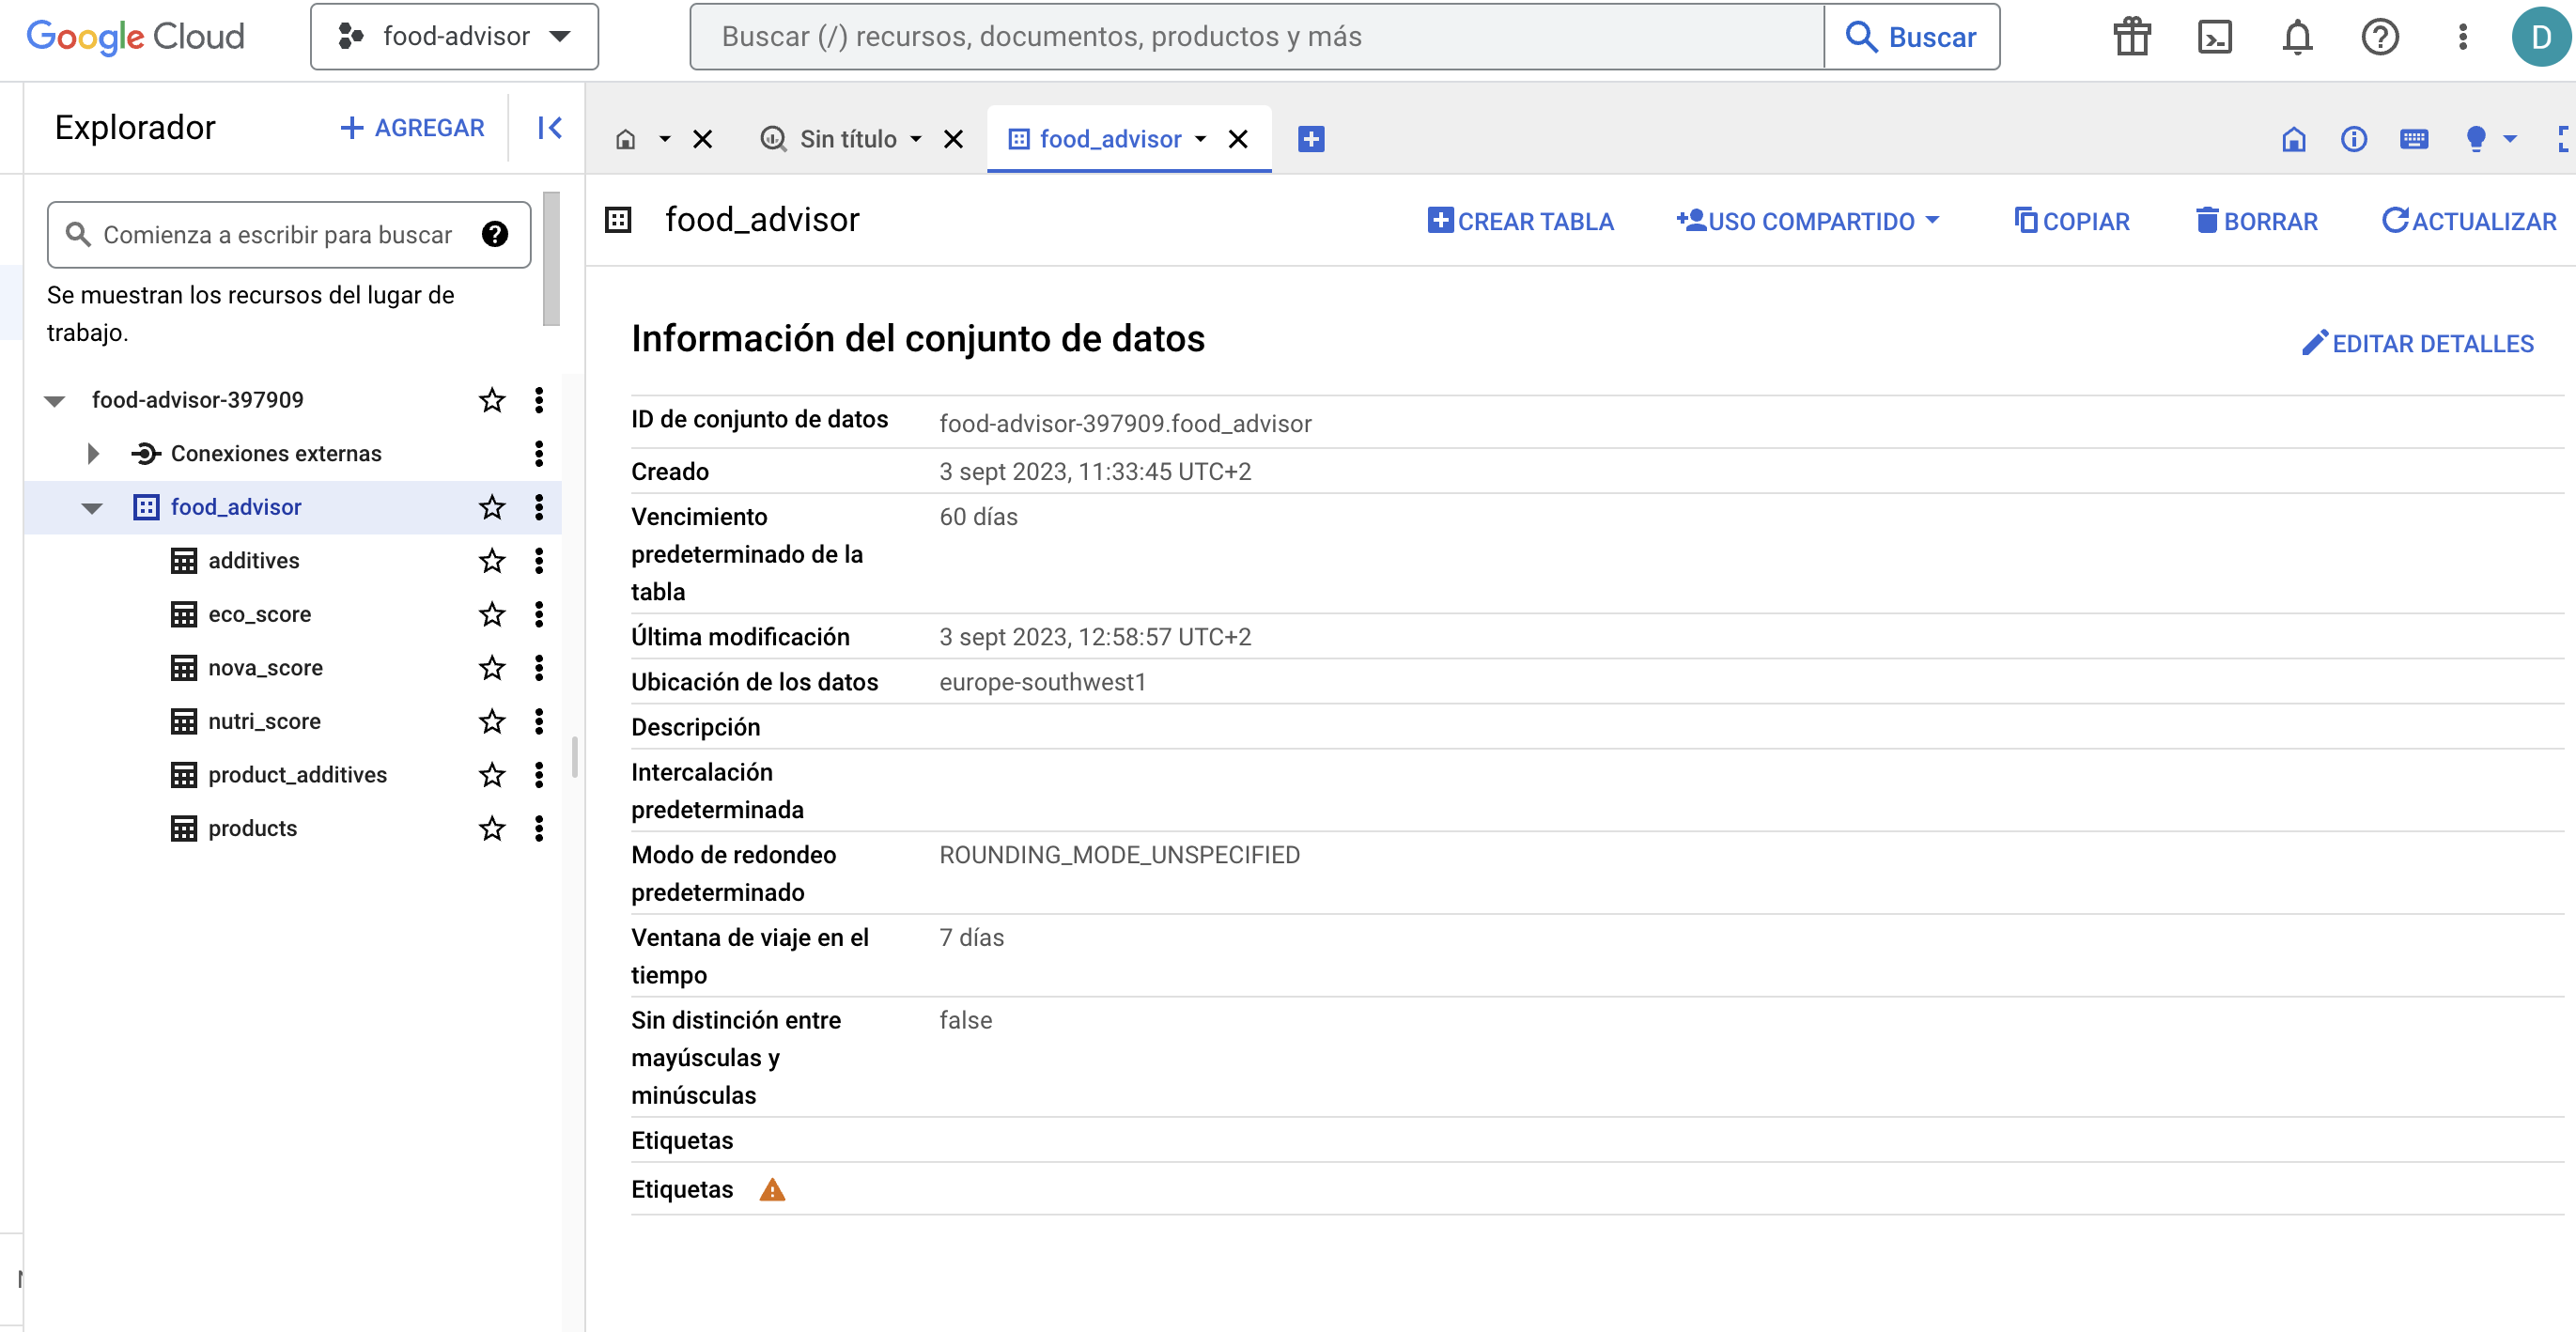 Google Cloud
food-advisor
Buscar (/) recursos, documentos, productos y más
Buscar
D
Explorador
AGREGAR
Sin título
food_advisor
Comienza a escribir para buscar
Se muestran los recursos del lugar de
trabajo.
food-advisor-397909
Conexiones externas
food_advisor
additives
eco_score
nova_score
nutri_score
product_additives
products
food_advisor
CREAR TABLA
USO COMPARTIDO
COPIAR
BORRAR
ACTUALIZAR
Información del conjunto de datos
EDITAR DETALLES
ID de conjunto de datos
food-advisor-397909.food_advisor
Creado
3 sept 2023, 11:33:45 UTC+2
Vencimiento
predeterminado de la
tabla
60 días
Última modificación
3 sept 2023, 12:58:57 UTC+2
Ubicación de los datos
europe-southwest1
Descripción
Intercalación
predeterminada
Modo de redondeo
predeterminado
ROUNDING_MODE_UNSPECIFIED
Ventana de viaje en el
tiempo
7 días
Sin distinción entre
mayúsculas y
minúsculas
false
Etiquetas
Etiquetas